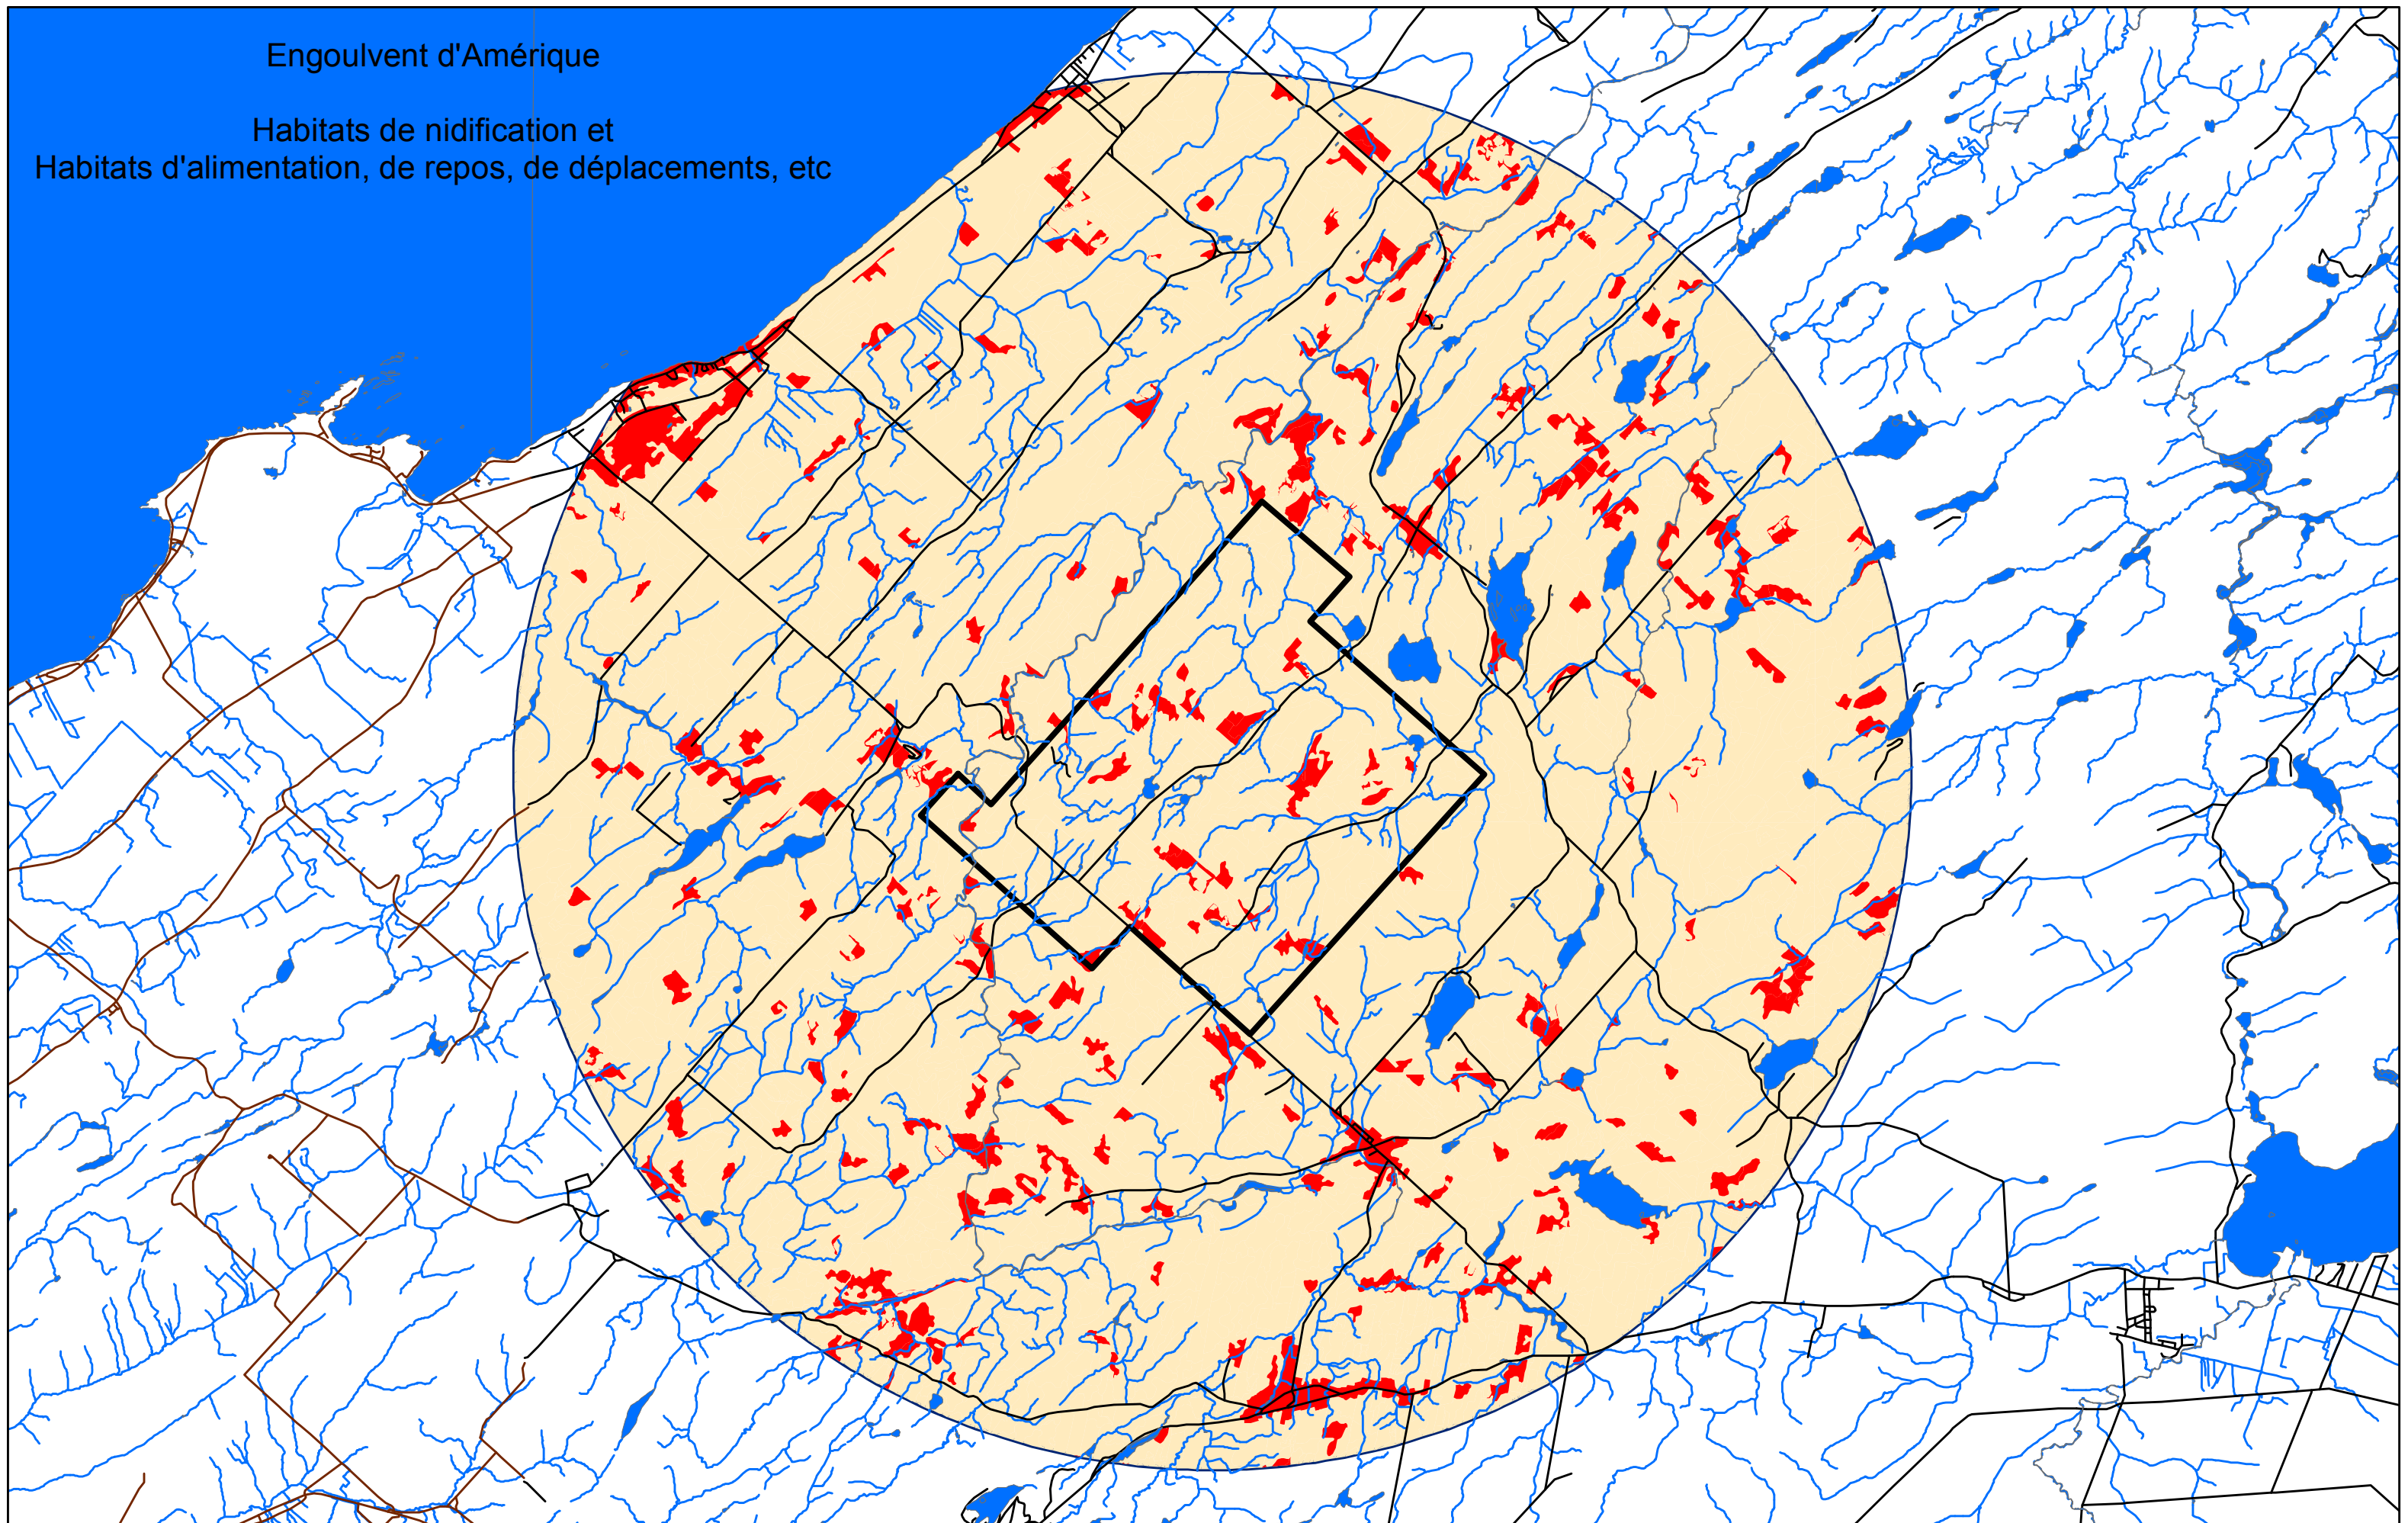 Engoulvent d'Amérique
Habitats de nidification et
Habitats d'alimentation, de repos, de déplacements, etc